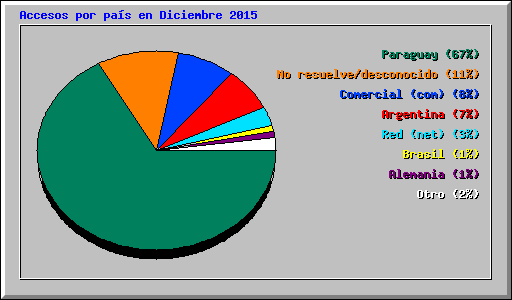 Accesos por país en Diciembre 2015
Paraguay (67%)
No resuelve/desconocido (11%)
Comercial (com) (8%)
Argentina (7%)
Red (net) (3%)
Brasil (1%)
Alemania (1%)
Otro (2%)